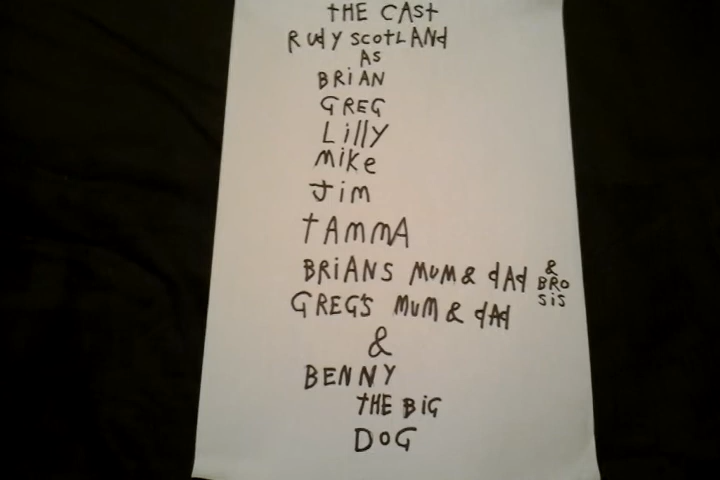 tHE CASt
RudY ScotLANd
AS
BRiAN
GREG
LillY
Mike
Jim
tAMMA
BRiANS MuM & dAd & BRO SiS
GREG'S MuM & dAd
&
BENNY
tHE BiG
DOG